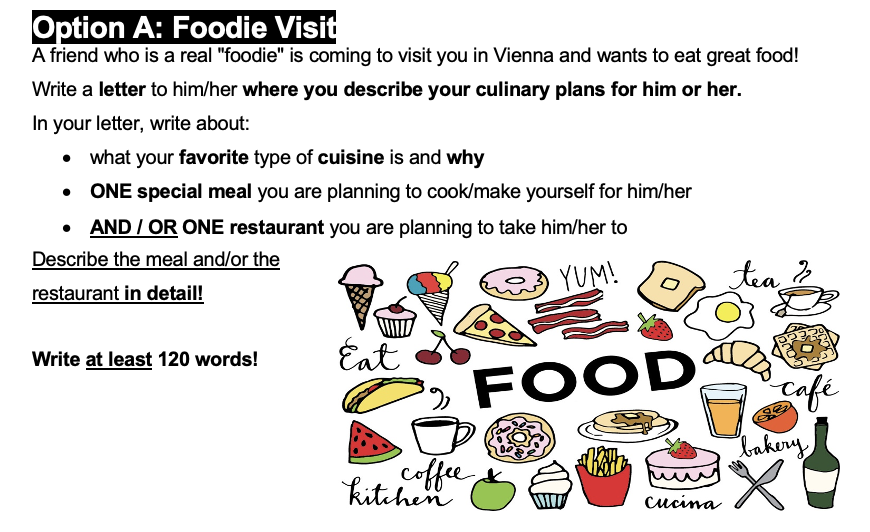 Option A: Foodie Visit
A friend who is a real "foodie" is coming to visit you in Vienna and wants to eat great food!
Write a letter to him/her where you describe your culinary plans for him or her.
In your letter, write about:
• what your favorite type of cuisine is and why
• ONE special meal you are planning to cook/make yourself for him/her
• AND / OR ONE restaurant you are planning to take him/her to
Describe the meal and/or the
restaurant in detail!
Write at least 120 words!
YUM!
tea
Eat
FOOD
café
bakery
coffee
kitchen
cucina